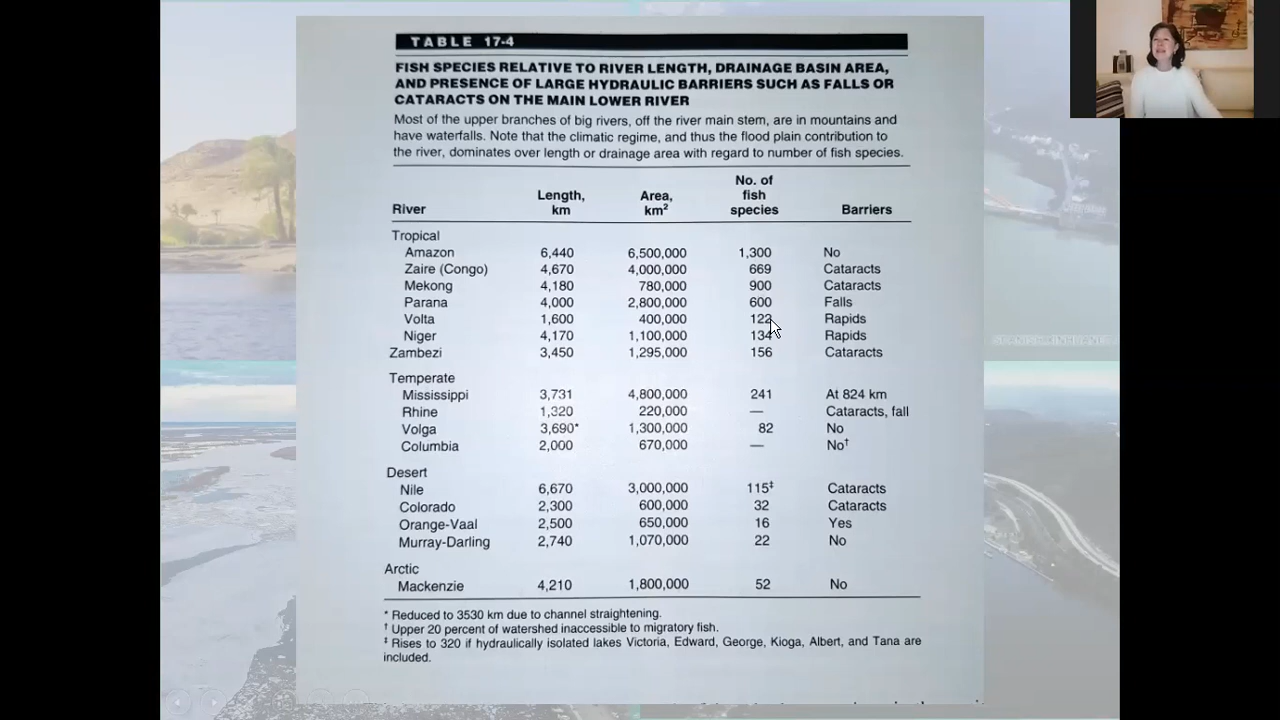 TABLE 17-4
FISH SPECIES RELATIVE TO RIVER LENGTH, DRAINAGE BASIN AREA,
AND PRESENCE OF LARGE HYDRAULIC BARRIERS SUCH AS FALLS OR
CATARACTS ON THE MAIN LOWER RIVER
Most of the upper branches of big rivers, off the river main stem, are in mountains and
have waterfalls. Note that the climatic regime, and thus the flood plain contribution to
the river, dominates over length or drainage area with regard to number of fish species.
No. of
Length, Area, fish
River km km² species Barriers
Tropical
Amazon 6,440 6,500,000 1,300 No
Zaire (Congo) 4,670 4,000,000 669 Cataracts
Mekong 4,180 780,000 900 Cataracts
Parana 4,000 2,800,000 600 Falls
Volta 1,600 400,000 122 Rapids
Niger 4,170 1,100,000 134 Rapids
Zambezi 3,450 1,295,000 156 Cataracts
Temperate
Mississippi 3,731 4,800,000 241 At 824 km
Rhine 1,320 220,000 — Cataracts, fall
Volga 3,690* 1,300,000 82 No
Columbia 2,000 670,000 — No†
Desert
Nile 6,670 3,000,000 115‡ Cataracts
Colorado 2,300 600,000 32 Cataracts
Orange-Vaal 2,500 650,000 16 Yes
Murray-Darling 2,740 1,070,000 22 No
Arctic
Mackenzie 4,210 1,800,000 52 No
* Reduced to 3530 km due to channel straightening.
† Upper 20 percent of watershed inaccessible to migratory fish.
‡ Rises to 320 if hydraulically isolated lakes Victoria, Edward, George, Kioga, Albert, and Tana are
included.